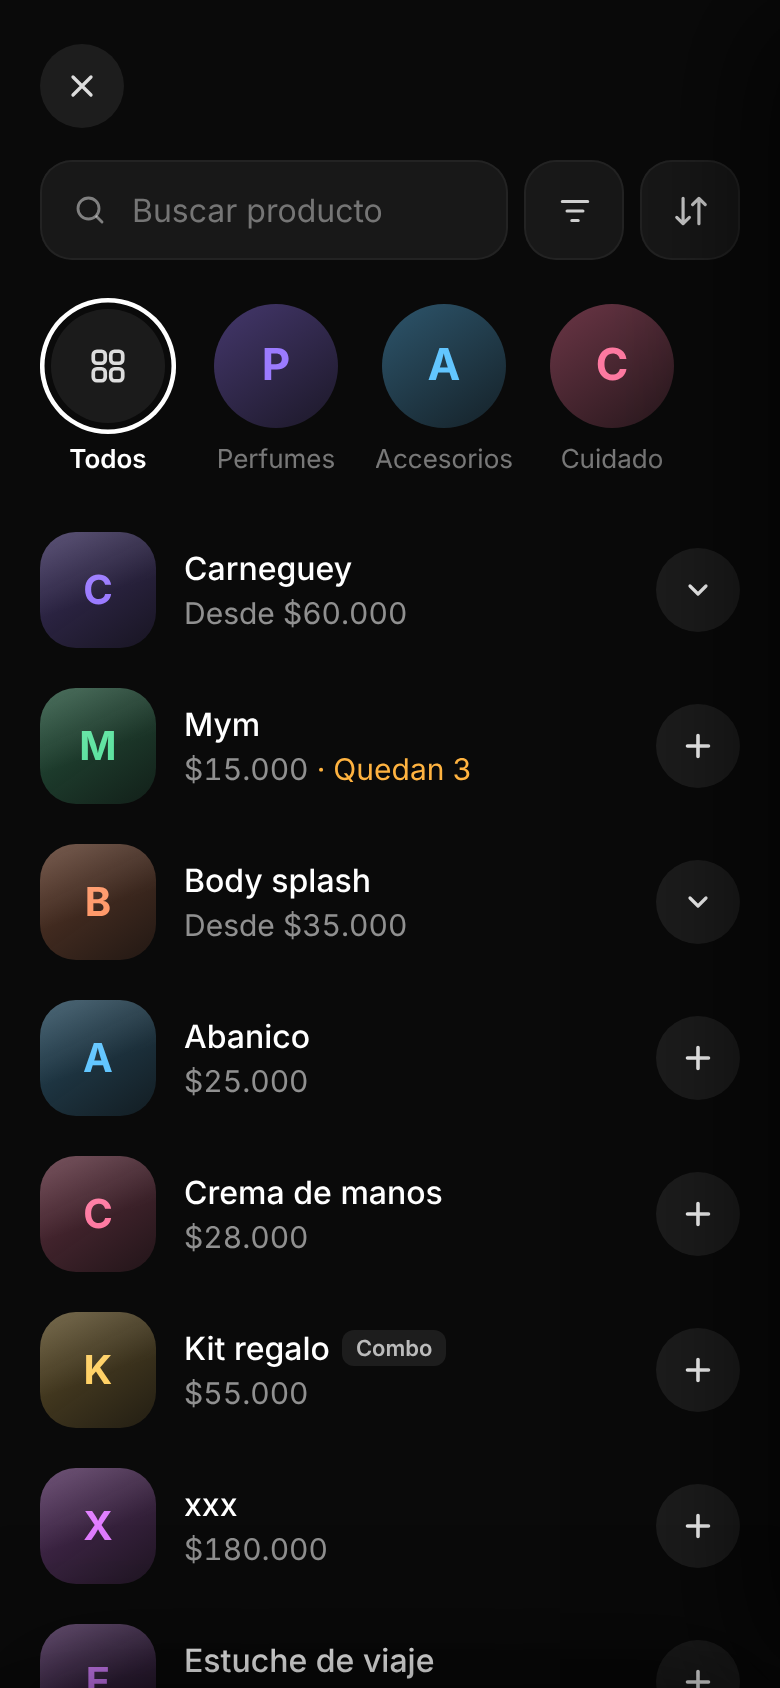 Buscar producto
P
A
C
Todos
Perfumes
Accesorios
Cuidado
C
Carneguey
Desde $60.000
M
Mym
$15.000 · Quedan 3
B
Body splash
Desde $35.000
A
Abanico
$25.000
C
Crema de manos
$28.000
K
Kit regalo
Combo
$55.000
X
xxx
$180.000
E
Estuche de viaje